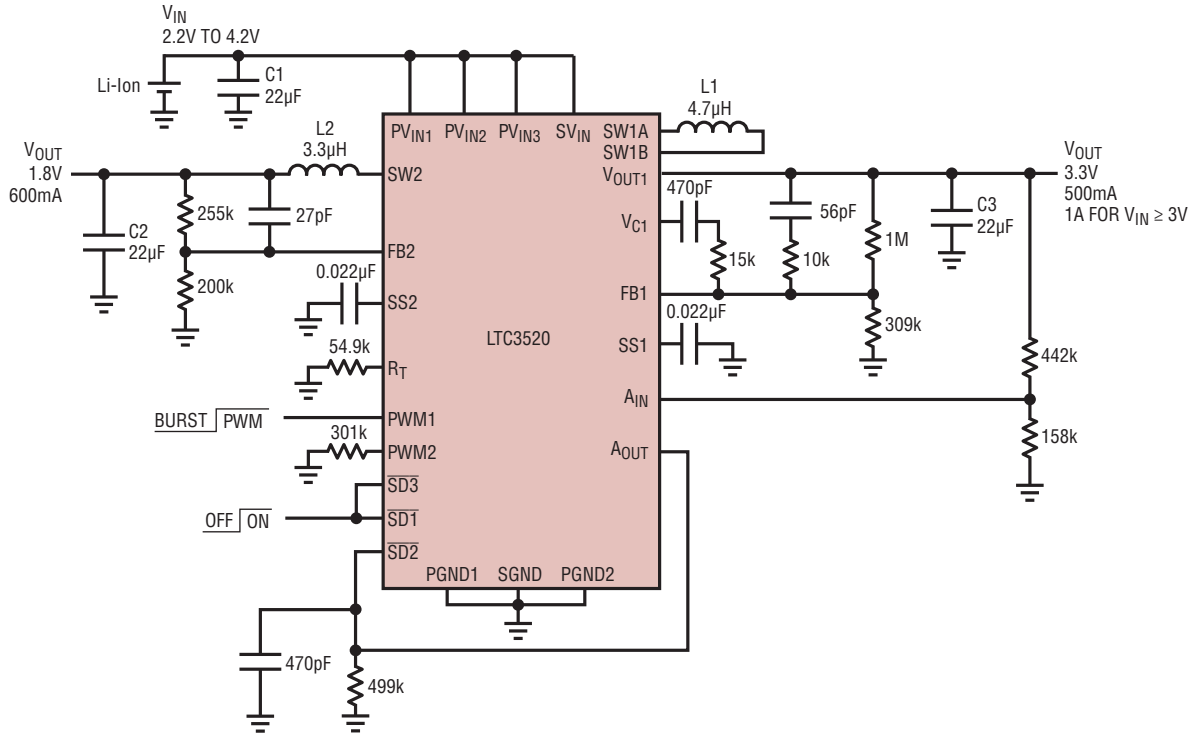 VIN
2.2V TO 4.2V
Li-Ion
C1
22µF
L1
4.7µH
PVIN1
PVIN2
PVIN3
SVIN
SW1A
SW1B
L2
3.3µH
VOUT
1.8V
600mA
SW2
VOUT1
VOUT
3.3V
500mA
1A FOR VIN ≥ 3V
255k
27pF
470pF
56pF
C3
22µF
VC1
C2
22µF
15k
10k
1M
FB2
200k
0.022µF
SS2
FB1
0.022µF
309k
LTC3520
SS1
54.9k
RT
442k
AIN
BURST
PWM
PWM1
301k
PWM2
AOUT
158k
SD3
OFF
ON
SD1
SD2
PGND1
SGND
PGND2
470pF
499k